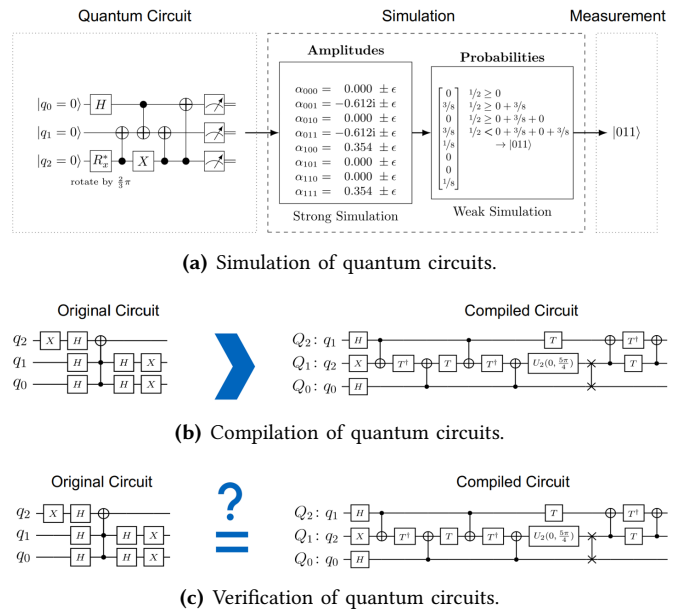 Quantum Circuit Simulation Measurement
Amplitudes Probabilities
|q₀ = 0⟩ H
|q₁ = 0⟩
|q₂ = 0⟩ Rₓ* X
rotate by 2/3 π
α₀₀₀ = 0.000 ± ϵ
α₀₀₁ = −0.612i ± ϵ
α₀₁₀ = 0.000 ± ϵ
α₀₁₁ = −0.612i ± ϵ
α₁₀₀ = 0.354 ± ϵ
α₁₀₁ = 0.000 ± ϵ
α₁₁₀ = 0.000 ± ϵ
α₁₁₁ = 0.354 ± ϵ
Strong Simulation
0 1/2 ≥ 0
3/8 1/2 ≥ 0 + 3/8
0 1/2 ≥ 0 + 3/8 + 0
3/8 1/2 < 0 + 3/8 + 0 + 3/8
1/8 → |011⟩
0
0
1/8
Weak Simulation
|011⟩
(a) Simulation of quantum circuits.
Original Circuit Compiled Circuit
q₂ X H
q₁ H H X
q₀ H H X
Q₂: q₁ H T T†
Q₁: q₂ X T† T T† U₂(0, 5π/4) T
Q₀: q₀ H
(b) Compilation of quantum circuits.
Original Circuit Compiled Circuit
q₂ X H
q₁ H H X
q₀ H H X
?
=
Q₂: q₁ H T T†
Q₁: q₂ X T† T T† U₂(0, 5π/4) T
Q₀: q₀ H
(c) Verification of quantum circuits.